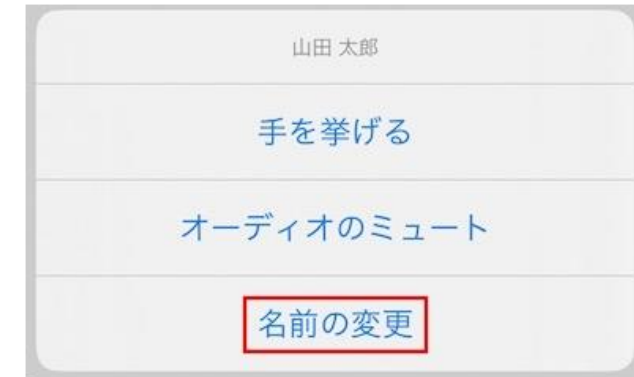 山田 太郎
手を挙げる
オーディオのミュート
名前の変更